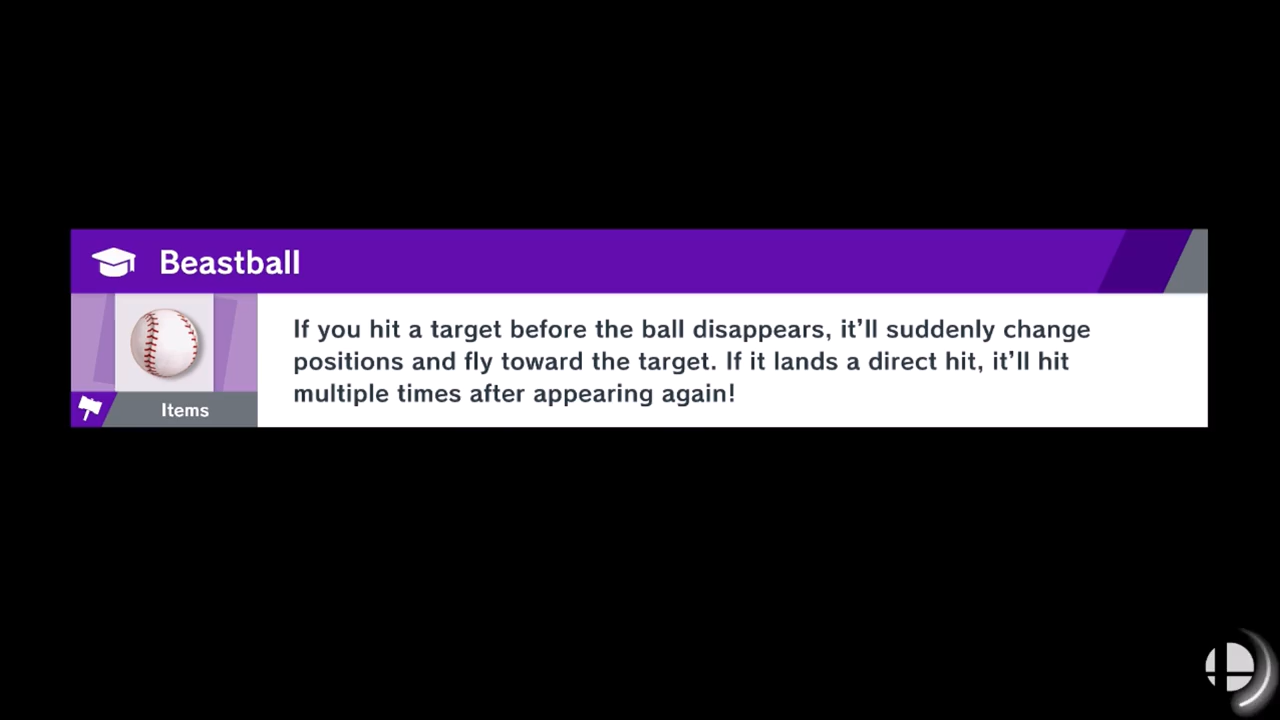 Beastball
If you hit a target before the ball disappears, it’ll suddenly change
positions and fly toward the target. If it lands a direct hit, it’ll hit
multiple times after appearing again!
Items